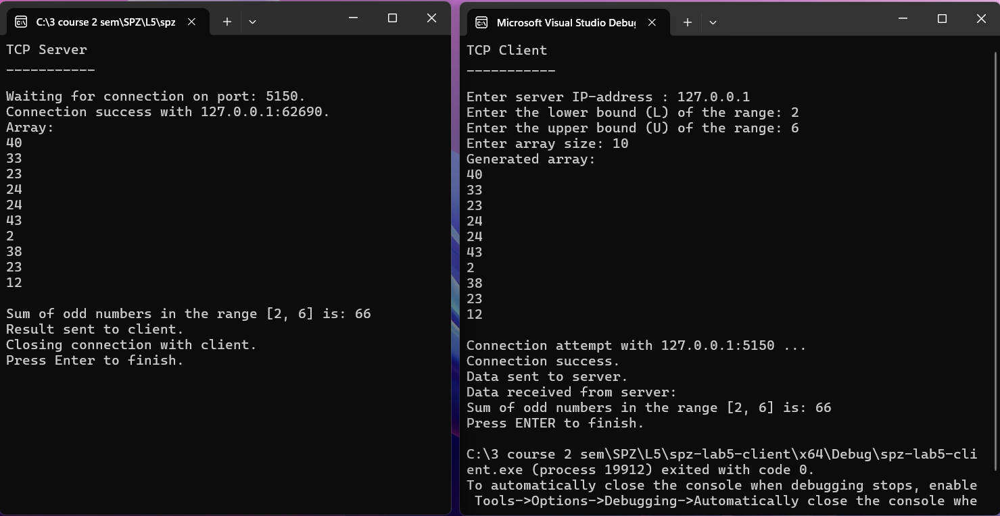 C:\3 course 2 sem\SPZ\L5\spz
TCP Server
-----------
Waiting for connection on port: 5150.
Connection success with 127.0.0.1:62690.
Array:
40
33
23
24
24
43
2
38
23
12
Sum of odd numbers in the range [2, 6] is: 66
Result sent to client.
Closing connection with client.
Press Enter to finish.
Microsoft Visual Studio Debug
TCP Client
-----------
Enter server IP-address : 127.0.0.1
Enter the lower bound (L) of the range: 2
Enter the upper bound (U) of the range: 6
Enter array size: 10
Generated array:
40
33
23
24
24
43
2
38
23
12
Connection attempt with 127.0.0.1:5150 ...
Connection success.
Data sent to server.
Data received from server:
Sum of odd numbers in the range [2, 6] is: 66
Press ENTER to finish.
C:\3 course 2 sem\SPZ\L5\spz-lab5-client\x64\Debug\spz-lab5-cli
ent.exe (process 19912) exited with code 0.
To automatically close the console when debugging stops, enable
Tools->Options->Debugging->Automatically close the console whe